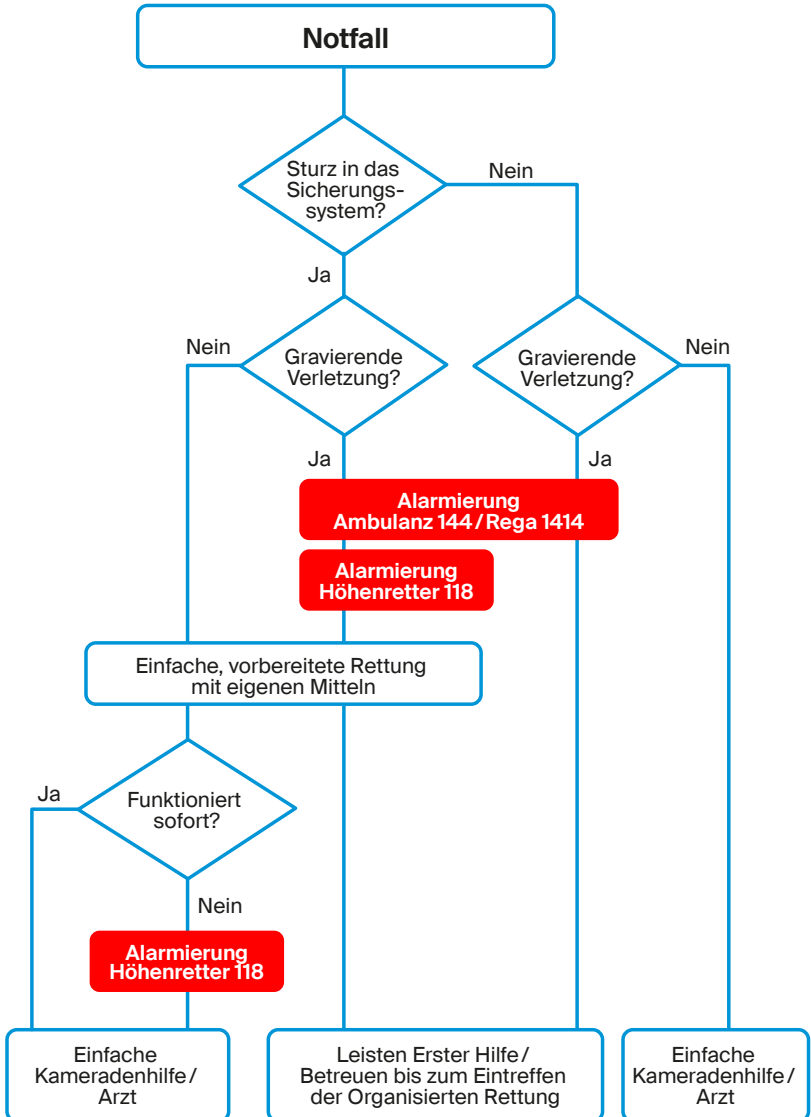 Notfall
Sturz in das
Sicherungs-
system?
Nein
Ja
Nein
Gravierende
Verletzung?
Gravierende
Verletzung?
Nein
Ja
Ja
Alarmierung
Ambulanz 144/Rega 1414
Alarmierung
Höhenretter 118
Einfache, vorbereitete Rettung
mit eigenen Mitteln
Ja
Funktioniert
sofort?
Nein
Alarmierung
Höhenretter 118
Einfache
Kameradenhilfe/
Arzt
Leisten Erster Hilfe/
Betreuen bis zum Eintreffen
der Organisierten Rettung
Einfache
Kameradenhilfe/
Arzt